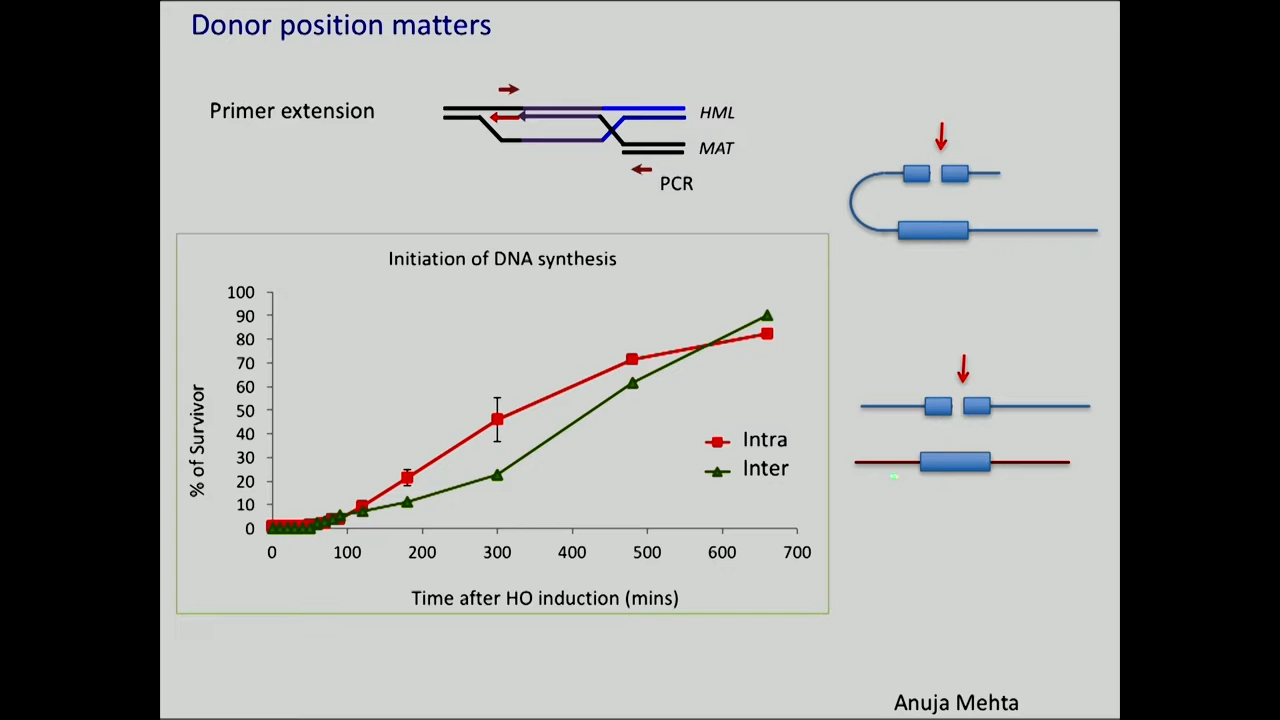 Donor position matters
Primer extension
HML
MAT
PCR
Initiation of DNA synthesis
100
90
80
70
60
50
40
30
20
10
0
% of Survivor
0 100 200 300 400 500 600 700
Time after HO induction (mins)
Intra
Inter
Anuja Mehta